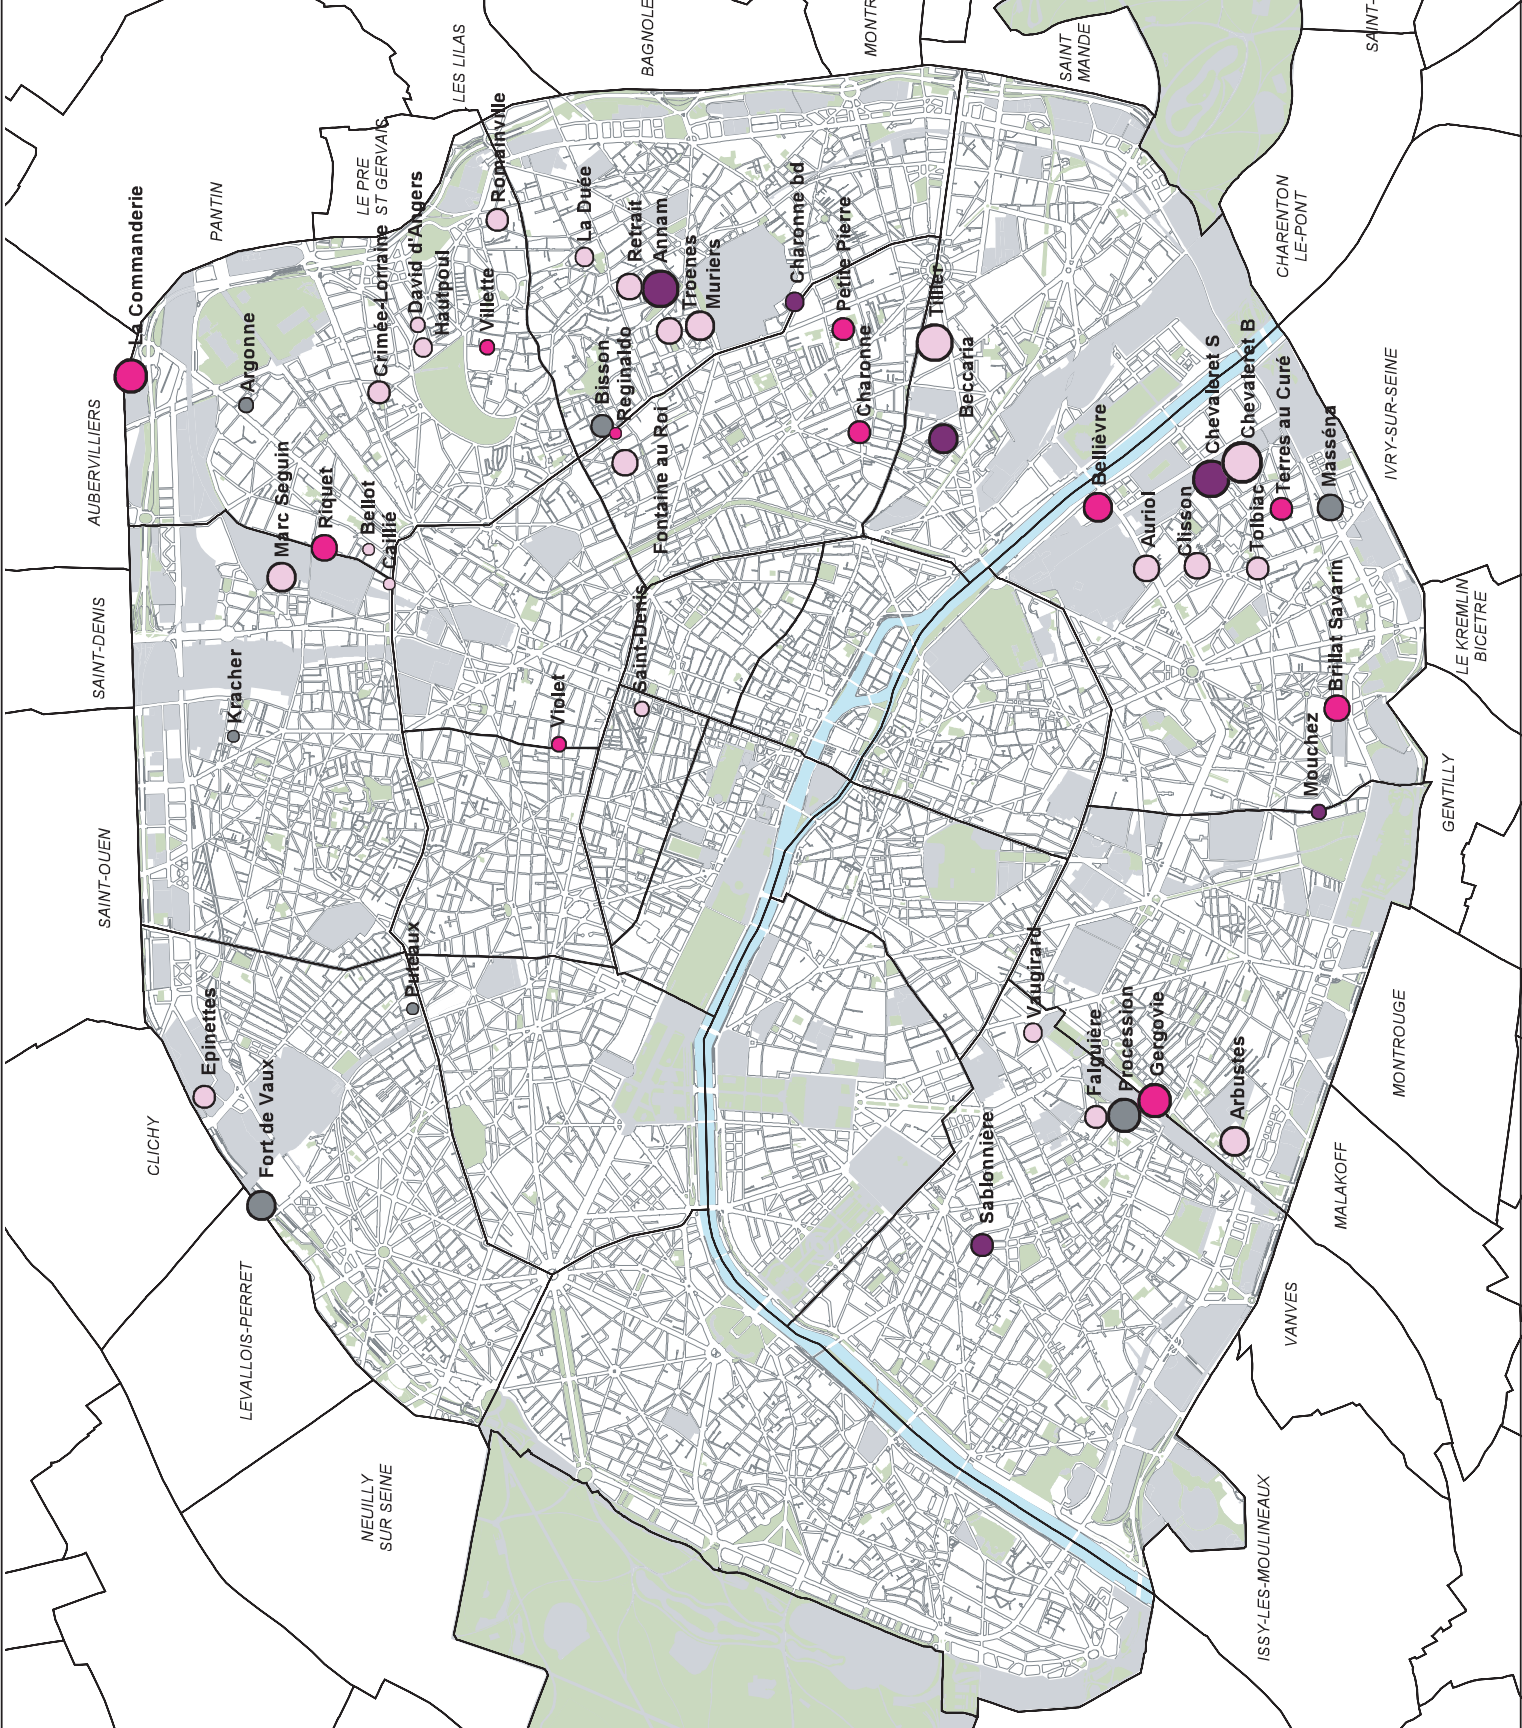 LES LILAS
BAGNOLE
MONTR
SAINT
MANDE
SAINT-
LE PRE
ST GERVAIS
PANTIN
AUBERVILLIERS
SAINT-DENIS
SAINT-OUEN
CLICHY
LEVALLOIS-PERRET
NEUILLY
SUR SEINE
CHARENTON
LE-PONT
IVRY-SUR-SEINE
LE KREMLIN
BICETRE
GENTILLY
MONTROUGE
MALAKOFF
VANVES
ISSY-LES-MOULINEAUX
La Commanderie
Argonne
Crimée-Lorraine
David d'Angers
Hautpoul
Villette
Romainville
La Duée
Retrait
Annam
Troenes
Muriers
Charonne bd
Petite Pierre
Charonne
Tillier
Beccaria
Bisson
Reginaldo
Fontaine au Roi
Marc Seguin
Riquet
Bellot
Caillié
Kracher
Violet
Saint-Denis
Epinettes
Fort de Vaux
Puteaux
Bellièvre
Auriol
Clisson
Tolbiac
Chevaleret S
Chevaleret B
Terres au Curé
Masséna
Brillat Savarin
Mouchez
Vaugirard
Falguière
Procession
Gergovie
Arbustes
Sablonnière